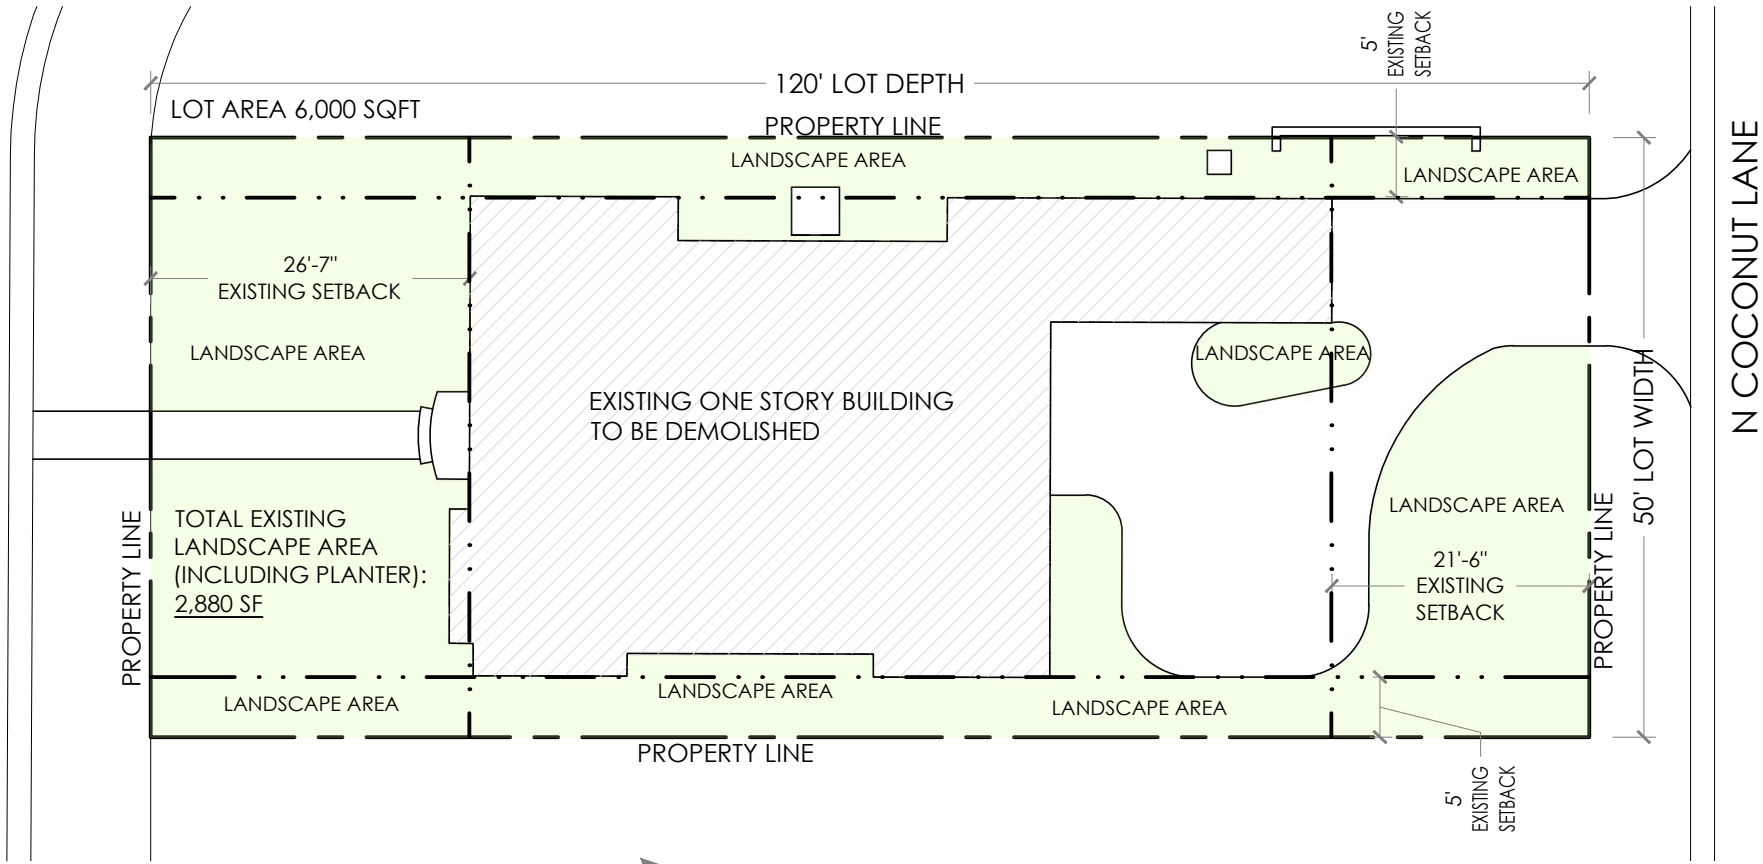 5'
EXISTING
SETBACK
120' LOT DEPTH
LOT AREA 6,000 SQFT
PROPERTY LINE
LANDSCAPE AREA
LANDSCAPE AREA
N COCONUT LANE
26'-7"
EXISTING SETBACK
LANDSCAPE AREA
LANDSCAPE AREA
EXISTING ONE STORY BUILDING
TO BE DEMOLISHED
50' LOT WIDTH
LANDSCAPE AREA
TOTAL EXISTING
LANDSCAPE AREA
(INCLUDING PLANTER):
2,880 SF
PROPERTY LINE
21'-6"
EXISTING
SETBACK
PROPERTY LINE
LANDSCAPE AREA
LANDSCAPE AREA
LANDSCAPE AREA
PROPERTY LINE
5'
EXISTING
SETBACK